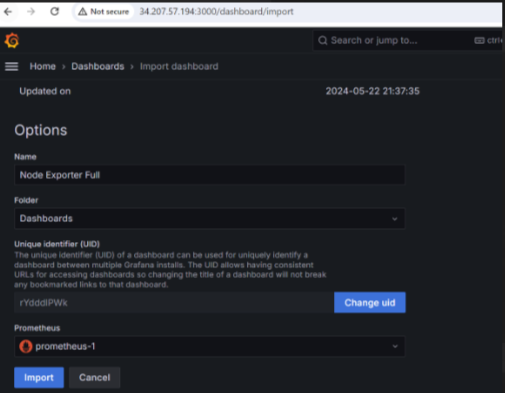 Not secure 34.207.57.194:3000/dashboard/import
Search or jump to...
Home › Dashboards › Import dashboard
Updated on 2024-05-22 21:37:35
Options
Name
Node Exporter Full
Folder
Dashboards
Unique identifier (UID)
The unique identifier (UID) of a dashboard can be used for uniquely identify a
dashboard between multiple Grafana installs. The UID allows having consistent
URLs for accessing dashboards so changing the title of a dashboard will not break
any bookmarked links to that dashboard.
rYdddlPWk Change uid
Prometheus
prometheus-1
Import Cancel